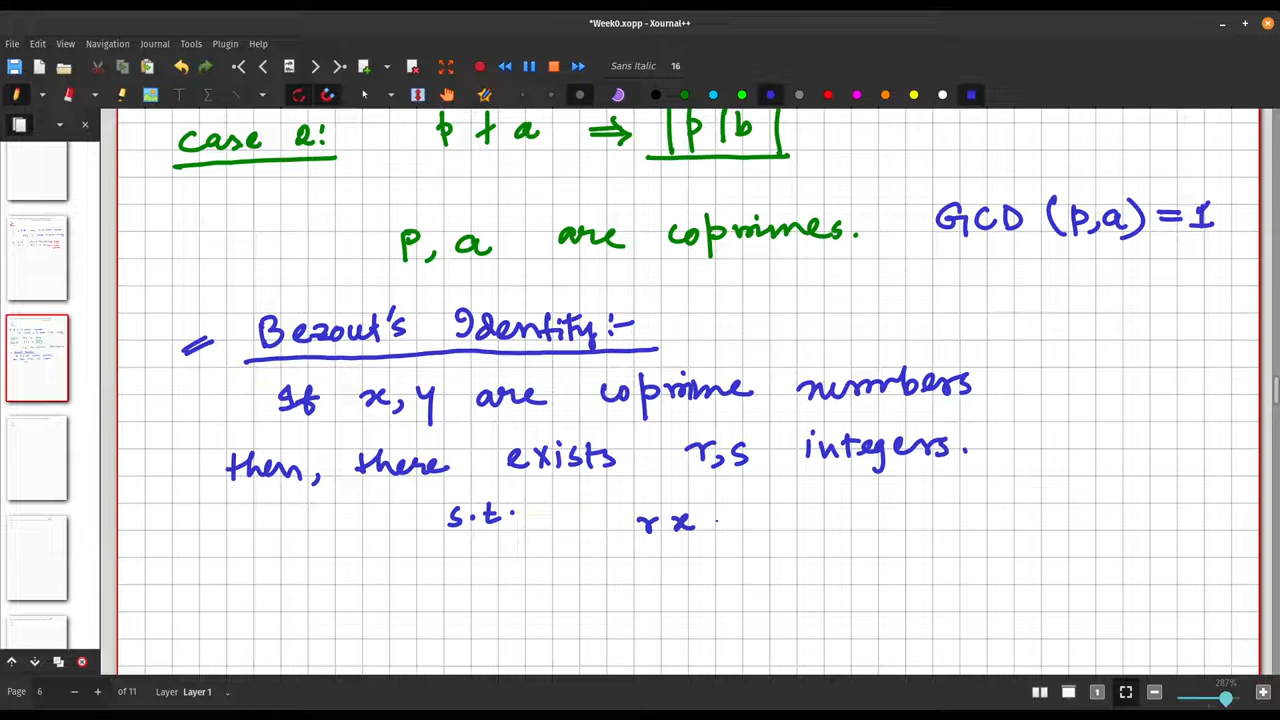 *Week0.xopp - Xournal++
File Edit View Navigation Journal Tools Plugin Help
Sans Italic 16
Case 2: p ∤ a ⇒ p | b
GCD (p,a) = 1
p, a are coprimes.
Bezout's Identity:-
If x, y are coprime numbers
then, there exists r,s integers.
s.t. r x
Page 6 of 11 Layer Layer 1
287%